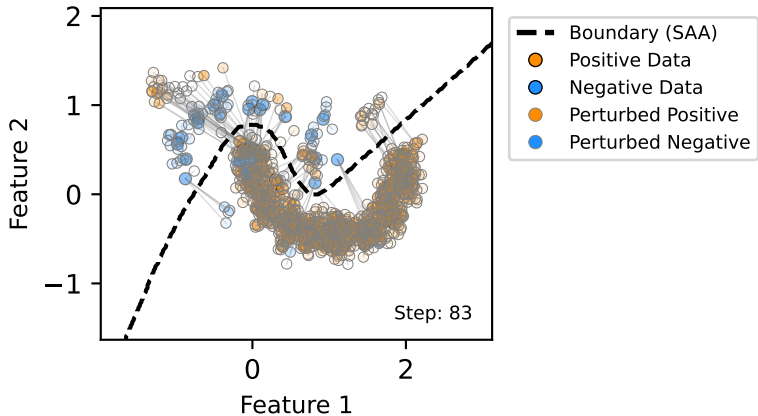 2
1
0
−1
Feature 2
0
2
Feature 1
Step: 83
Boundary (SAA)
Positive Data
Negative Data
Perturbed Positive
Perturbed Negative